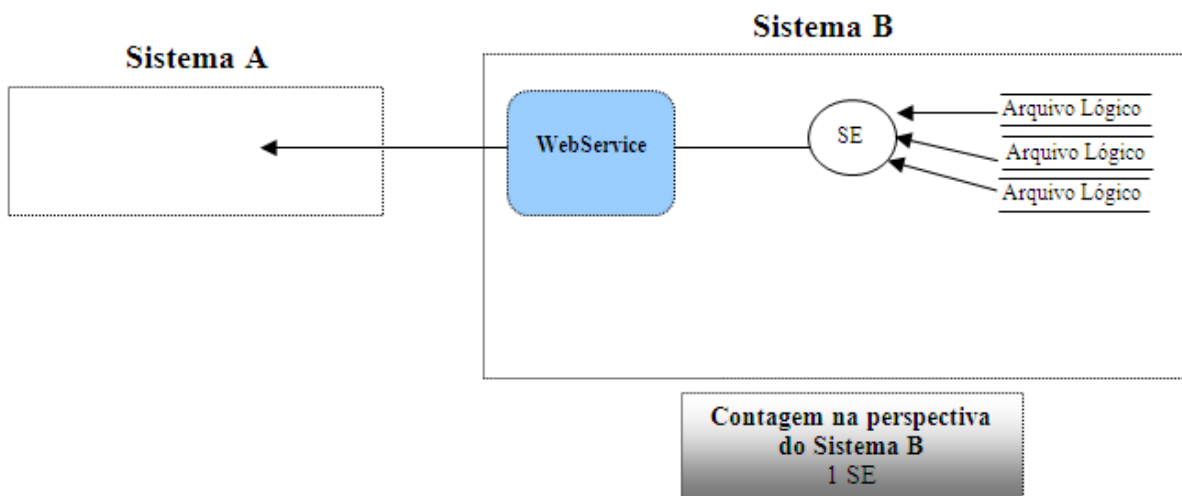 Sistema B
Sistema A
WebService
SE
Arquivo Lógico
Arquivo Lógico
Arquivo Lógico
Contagem na perspectiva
do Sistema B
1 SE